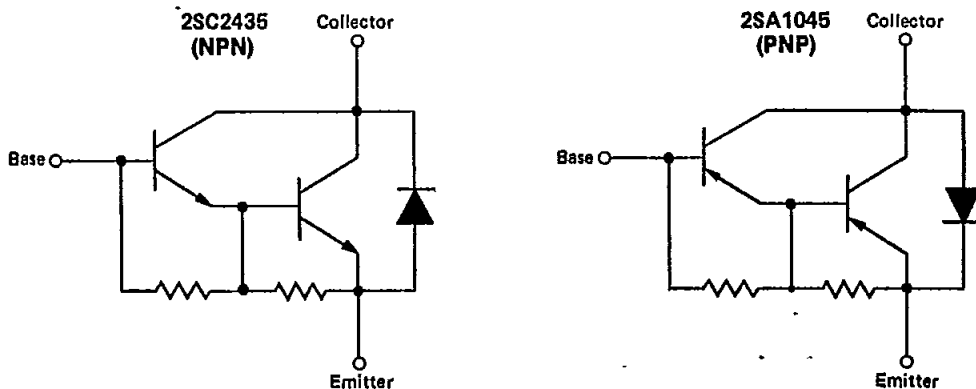 2SC2435
(NPN)
Collector
Base
Emitter
2SA1045
(PNP)
Collector
Base
Emitter